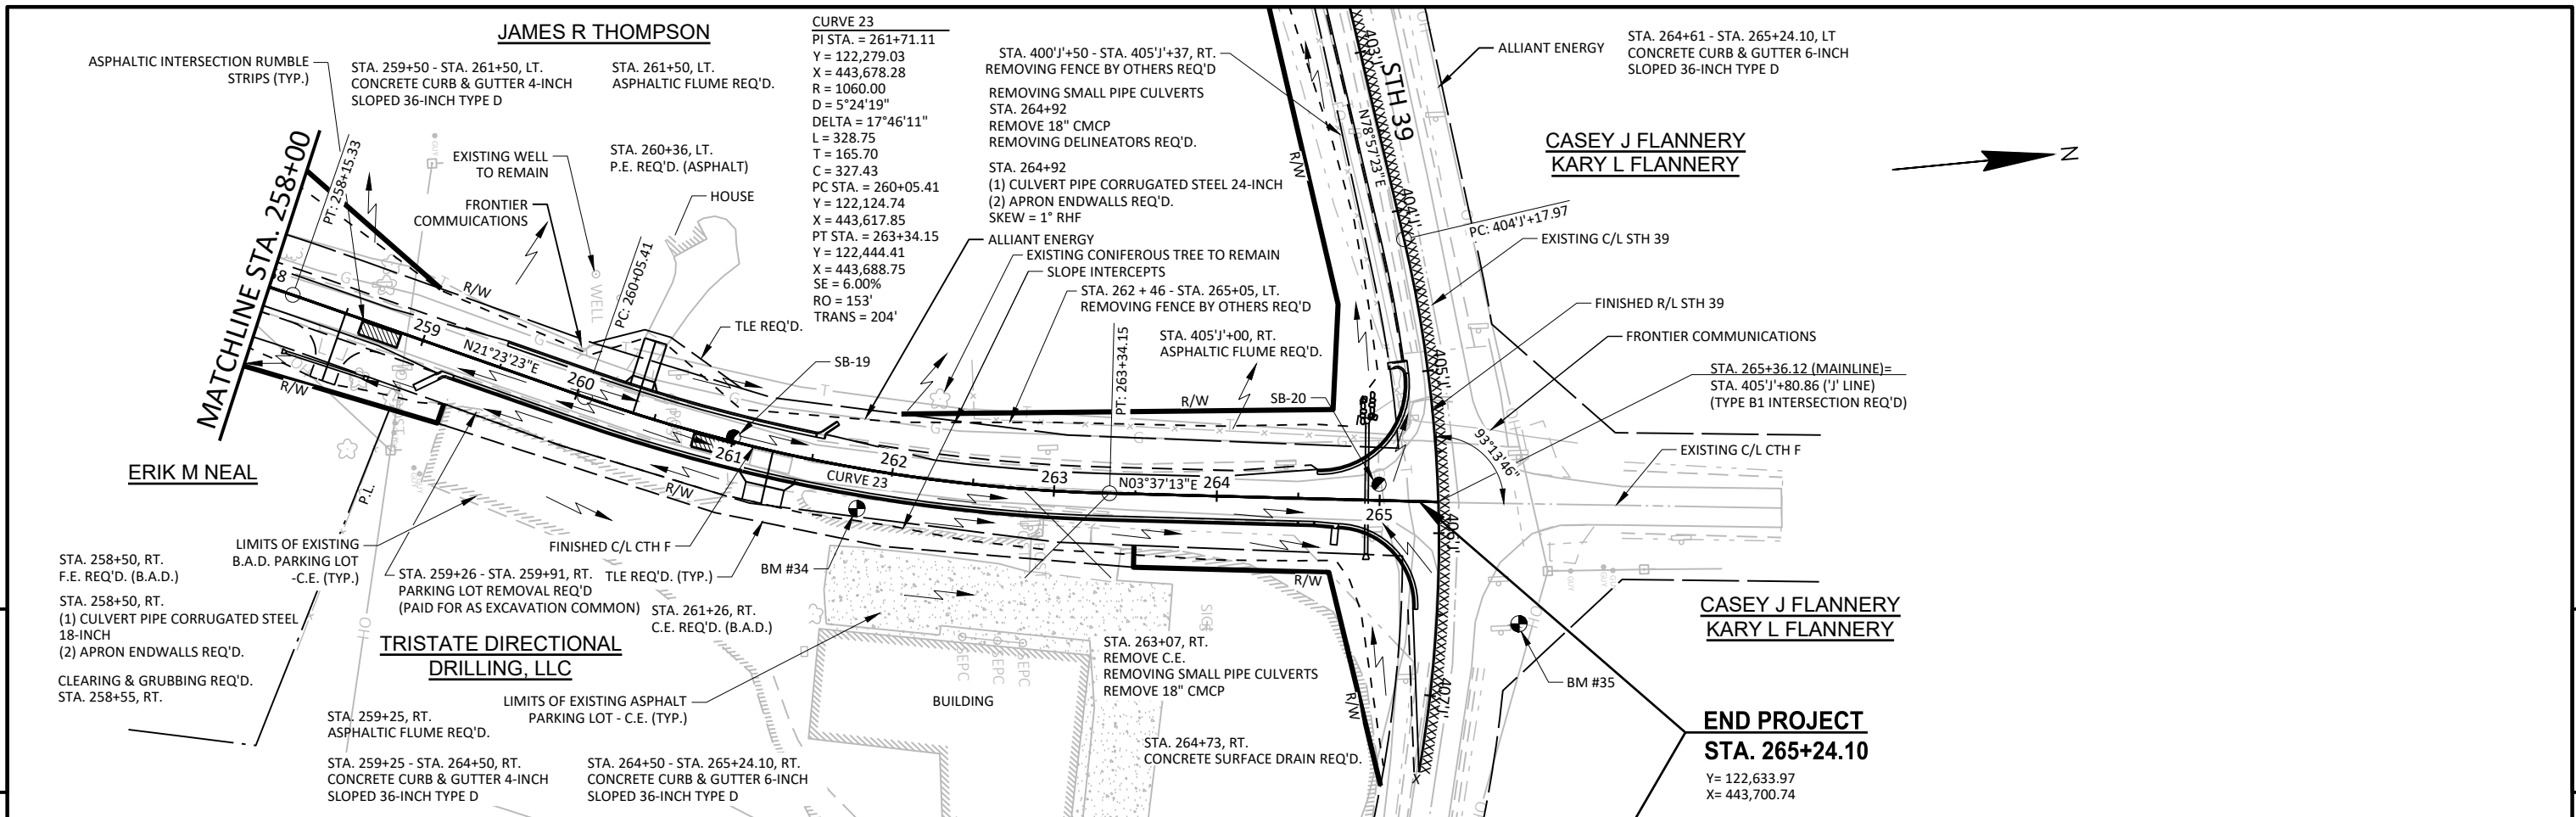 JAMES R THOMPSON
ASPHALTIC INTERSECTION RUMBLE
STRIPS (TYP.)
STA. 259+50 - STA. 261+50, LT.
CONCRETE CURB & GUTTER 4-INCH
SLOPED 36-INCH TYPE D
STA. 261+50, LT.
ASPHALTIC FLUME REQ'D.
CURVE 23
PI STA. = 261+71.11
Y = 122,279.03
X = 443,678.28
R = 1060.00
D = 5°24'19"
DELTA = 17°46'11"
L = 328.75
T = 165.70
C = 327.43
PC STA. = 260+05.41
Y = 122,124.74
X = 443,617.85
PT STA. = 263+34.15
Y = 122,444.41
X = 443,688.75
SE = 6.00%
RO = 153'
TRANS = 204'
STA. 400'J'+50 - STA. 405'J'+37, RT.
REMOVING FENCE BY OTHERS REQ'D
REMOVING SMALL PIPE CULVERTS
STA. 264+92
REMOVE 18" CMCP
REMOVING DELINEATORS REQ'D.
STA. 264+92
(1) CULVERT PIPE CORRUGATED STEEL 24-INCH
(2) APRON ENDWALLS REQ'D.
SKEW = 1° RHF
ALLIANT ENERGY
EXISTING CONIFEROUS TREE TO REMAIN
SLOPE INTERCEPTS
STA. 262 + 46 - STA. 265+05, LT.
REMOVING FENCE BY OTHERS REQ'D
STA. 405'J'+00, RT.
ASPHALTIC FLUME REQ'D.
403'J'
STH 39
N78°57'23"E
404'J'
PC: 404'J'+17.97
405'J'
406'J'
407'J'
ALLIANT ENERGY
STA. 264+61 - STA. 265+24.10, LT
CONCRETE CURB & GUTTER 6-INCH
SLOPED 36-INCH TYPE D
CASEY J FLANNERY
KARY L FLANNERY
N
EXISTING C/L STH 39
FINISHED R/L STH 39
FRONTIER COMMUNICATIONS
STA. 265+36.12 (MAINLINE)=
STA. 405'J'+80.86 ('J' LINE)
(TYPE B1 INTERSECTION REQ'D)
EXISTING C/L CTH F
93°13'46"
MATCHLINE STA. 258+00
PT: 258+15.33
EXISTING WELL
TO REMAIN
STA. 260+36, LT.
P.E. REQ'D. (ASPHALT)
FRONTIER
COMMUICATIONS
HOUSE
WELL
PC: 260+05.41
TLE REQ'D.
SB-19
SB-20
PT: 263+34.15
R/W
R/W
R/W
R/W
R/W
R/W
R/W
259
N21°23'23"E
260
261
262
CURVE 23
263
N03°37'13"E
264
265
ERIK M NEAL
P.L.
LIMITS OF EXISTING
B.A.D. PARKING LOT
-C.E. (TYP.)
STA. 258+50, RT.
F.E. REQ'D. (B.A.D.)
STA. 258+50, RT.
(1) CULVERT PIPE CORRUGATED STEEL
18-INCH
(2) APRON ENDWALLS REQ'D.
CLEARING & GRUBBING REQ'D.
STA. 258+55, RT.
STA. 259+26 - STA. 259+91, RT.
PARKING LOT REMOVAL REQ'D
(PAID FOR AS EXCAVATION COMMON)
FINISHED C/L CTH F
TLE REQ'D. (TYP.)
BM #34
STA. 261+26, RT.
C.E. REQ'D. (B.A.D.)
TRISTATE DIRECTIONAL
DRILLING, LLC
LIMITS OF EXISTING ASPHALT
PARKING LOT - C.E. (TYP.)
SEPC
SEPC
SEPC
SIGN
BUILDING
STA. 259+25, RT.
ASPHALTIC FLUME REQ'D.
STA. 259+25 - STA. 264+50, RT.
CONCRETE CURB & GUTTER 4-INCH
SLOPED 36-INCH TYPE D
STA. 264+50 - STA. 265+24.10, RT.
CONCRETE CURB & GUTTER 6-INCH
SLOPED 36-INCH TYPE D
STA. 263+07, RT.
REMOVE C.E.
REMOVING SMALL PIPE CULVERTS
REMOVE 18" CMCP
STA. 264+73, RT.
CONCRETE SURFACE DRAIN REQ'D.
CASEY J FLANNERY
KARY L FLANNERY
BM #35
END PROJECT
STA. 265+24.10
Y= 122,633.97
X= 443,700.74